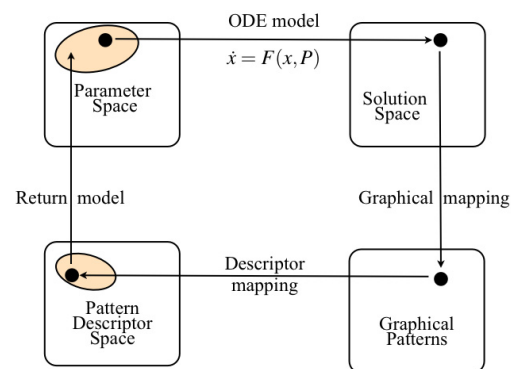 ODE model
ẋ = F(x, P)
Parameter
Space
Solution
Space
Return model
Graphical mapping
Descriptor
mapping
Pattern
Descriptor
Space
Graphical
Patterns